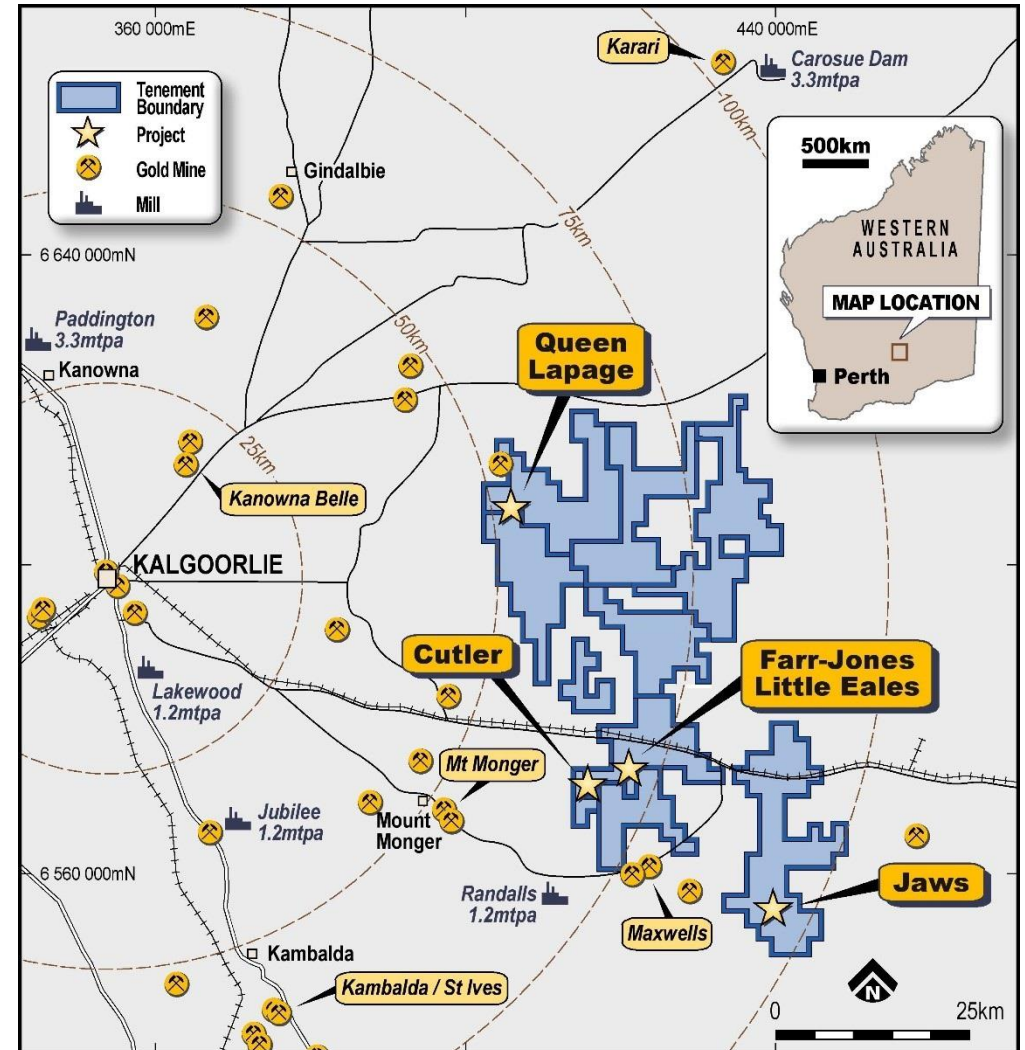 360 000mE
440 000mE
Karari
Carosue Dam
3.3mtpa
100km
Tenement
Boundary
Project
Gold Mine
Mill
500km
WESTERN
AUSTRALIA
MAP LOCATION
Perth
Gindalbie
75km
6 640 000mN
Paddington
3.3mtpa
Kanowna
50km
Queen
Lapage
25km
Kanowna Belle
KALGOORLIE
Cutler
Farr-Jones
Little Eales
Lakewood
1.2mtpa
Mt Monger
Jubilee
1.2mtpa
Mount
Monger
6 560 000mN
Randalls
1.2mtpa
Jaws
Maxwells
Kambalda
Kambalda / St Ives
N
0
25km